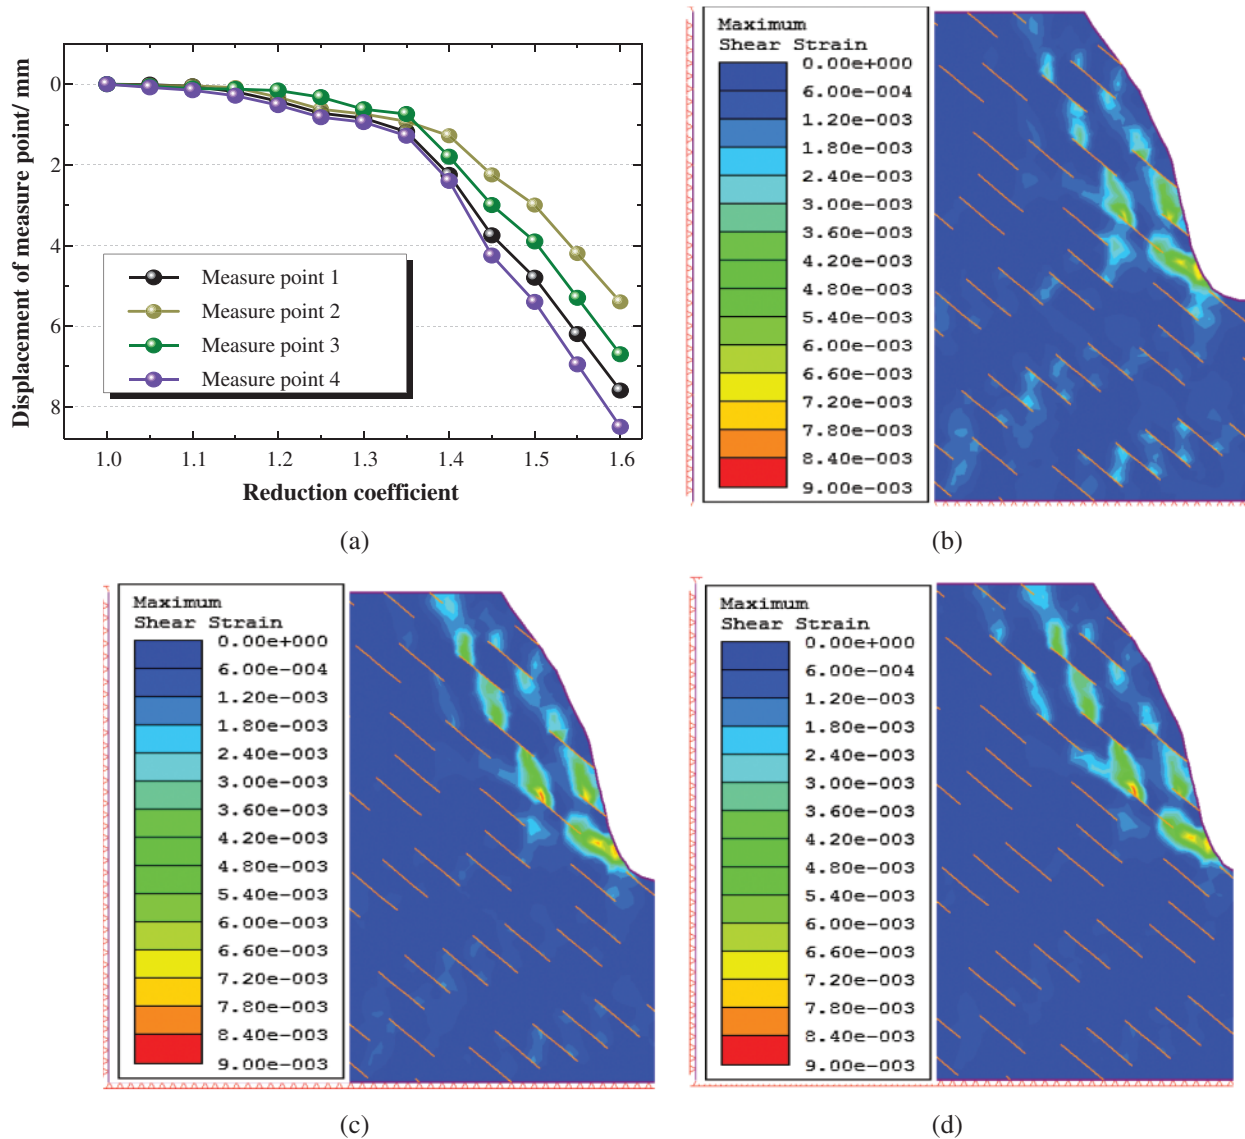 Displacement of measure point/ mm
0
2
4
6
8
Measure point 1
Measure point 2
Measure point 3
Measure point 4
1.0 1.1 1.2 1.3 1.4 1.5 1.6
Reduction coefficient
(a)
Maximum
Shear Strain
0.00e+000
6.00e-004
1.20e-003
1.80e-003
2.40e-003
3.00e-003
3.60e-003
4.20e-003
4.80e-003
5.40e-003
6.00e-003
6.60e-003
7.20e-003
7.80e-003
8.40e-003
9.00e-003
(b)
Maximum
Shear Strain
0.00e+000
6.00e-004
1.20e-003
1.80e-003
2.40e-003
3.00e-003
3.60e-003
4.20e-003
4.80e-003
5.40e-003
6.00e-003
6.60e-003
7.20e-003
7.80e-003
8.40e-003
9.00e-003
(c)
Maximum
Shear Strain
0.00e+000
6.00e-004
1.20e-003
1.80e-003
2.40e-003
3.00e-003
3.60e-003
4.20e-003
4.80e-003
5.40e-003
6.00e-003
6.60e-003
7.20e-003
7.80e-003
8.40e-003
9.00e-003
(d)